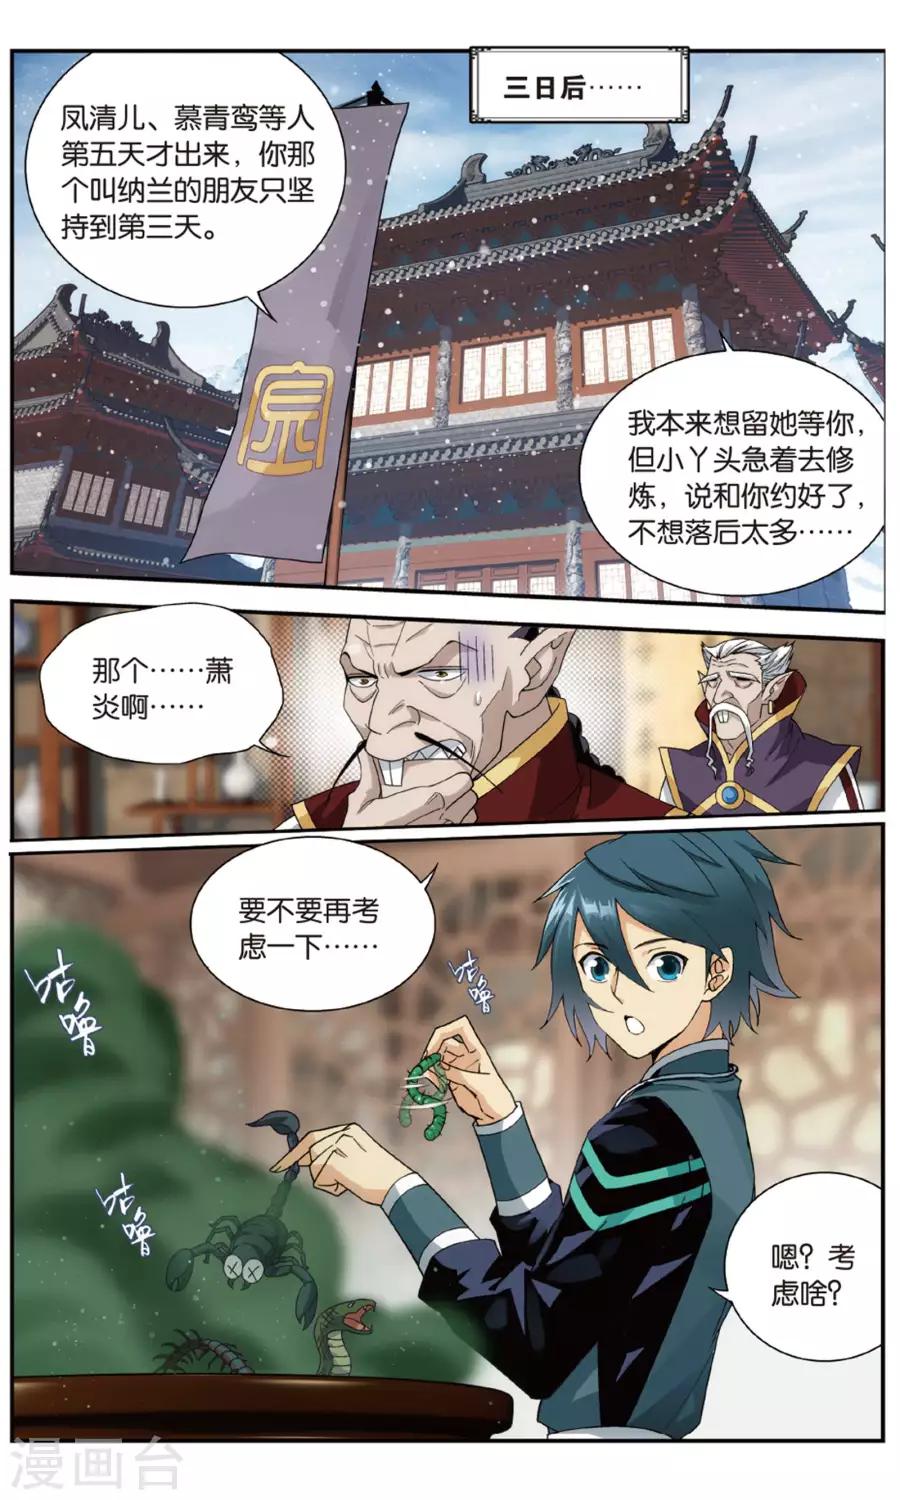 三日后……
凤清儿、慕青鸾等人
第五天才出来，你那
个叫纳兰的朋友只坚
持到第三天。
宗
我本来想留她等你，
但小丫头急着去修
炼，说和你约好了，
不想落后太多……
那个……萧
炎啊……
要不要再考
虑一下……
咕噜
咕噜
咕噜
嗯？考
虑啥？
漫画台